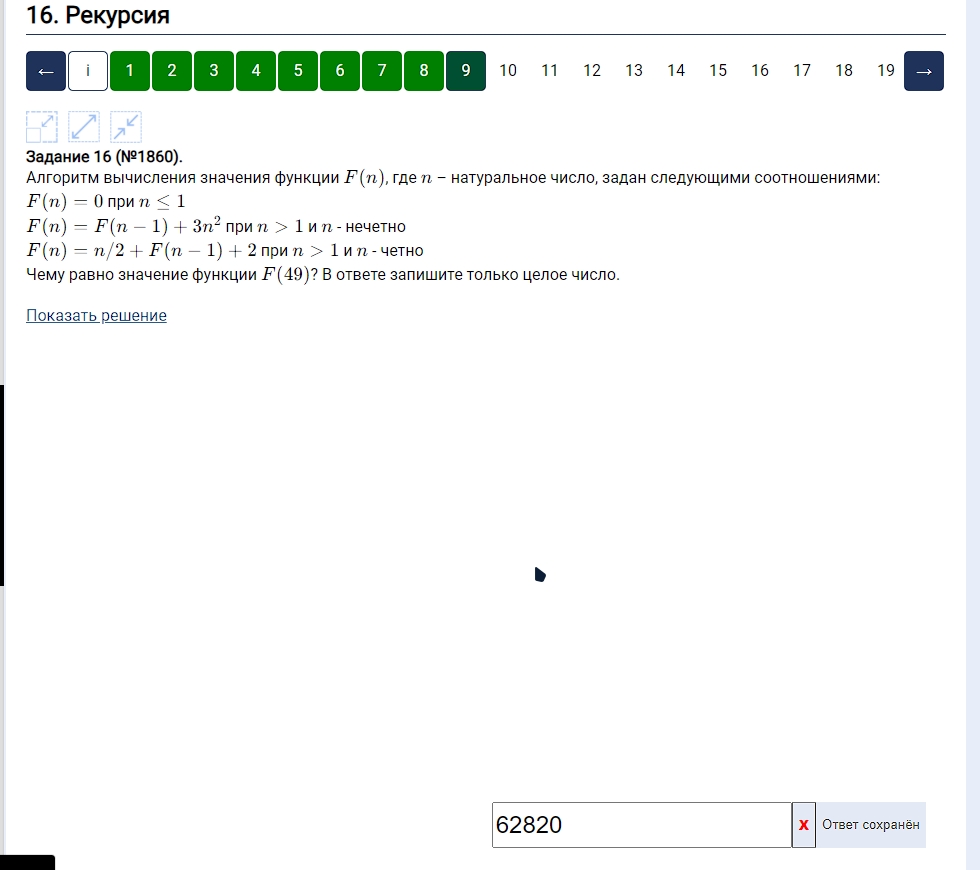 16. Рекурсия
← i 1 2 3 4 5 6 7 8 9 10 11 12 13 14 15 16 17 18 19 →
Задание 16 (№1860).
Алгоритм вычисления значения функции F(n), где n – натуральное число, задан следующими соотношениями:
F(n) = 0 при n ≤ 1
F(n) = F(n − 1) + 3n² при n > 1 и n - нечетно
F(n) = n/2 + F(n − 1) + 2 при n > 1 и n - четно
Чему равно значение функции F(49)? В ответе запишите только целое число.
Показать решение
62820 x Ответ сохранён